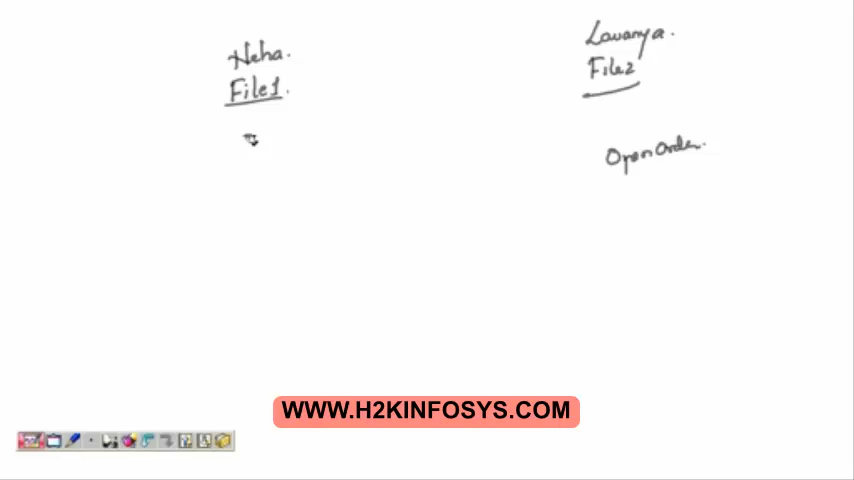 Neha.
File1.
Lavanya.
File2
OpenOrder.
WWW.H2KINFOSYS.COM